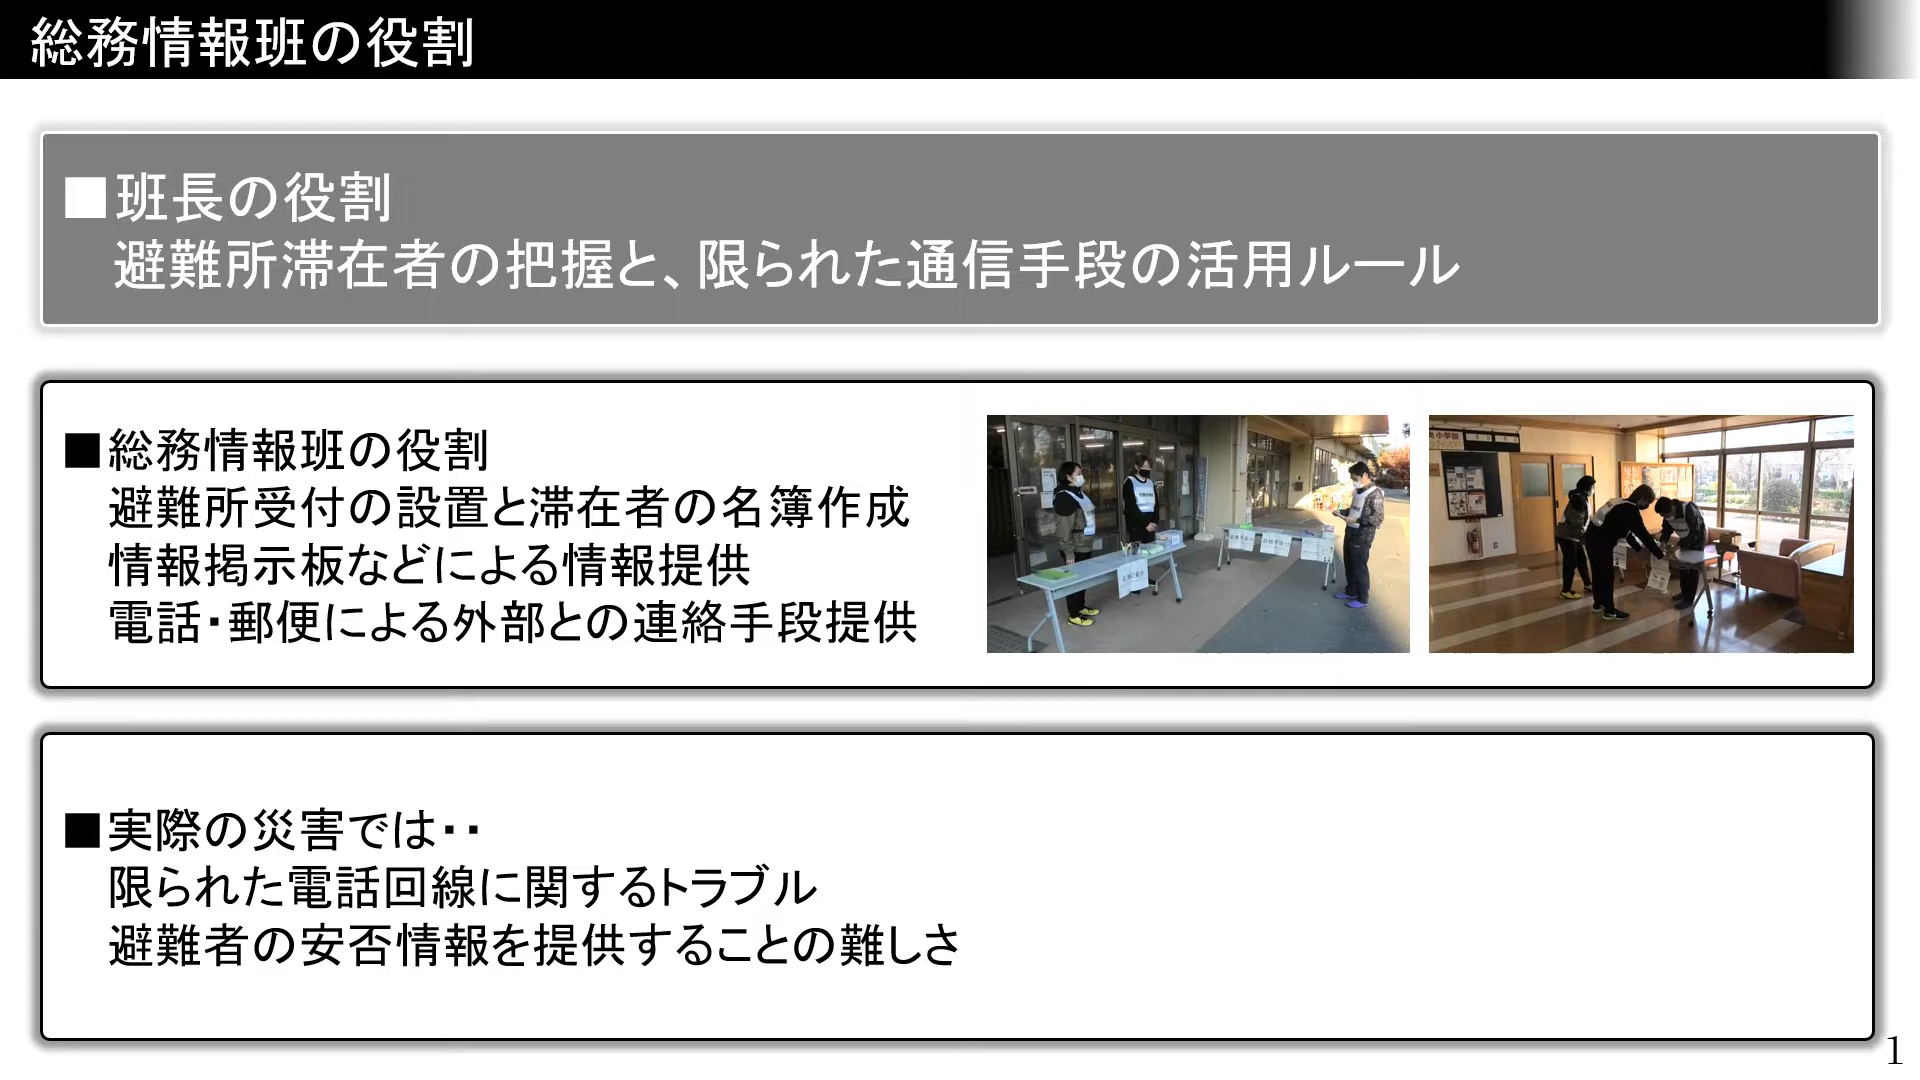 総務情報班の役割
■班長の役割
避難所滞在者の把握と、限られた通信手段の活用ルール
■総務情報班の役割
避難所受付の設置と滞在者の名簿作成
情報掲示板などによる情報提供
電話・郵便による外部との連絡手段提供
小学校
■実際の災害では・・
限られた電話回線に関するトラブル
避難者の安否情報を提供することの難しさ
1